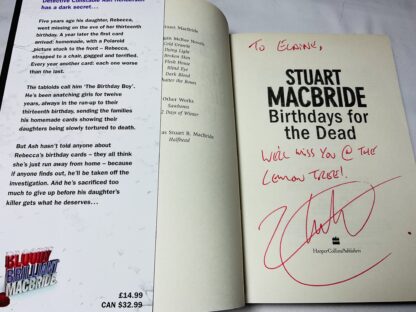 Detective Constable Ash Henderson
has a dark secret...
Five years ago his daughter, Rebecca,
went missing on the eve of her thirteenth
birthday. A year later the first card
arrived: homemade, with a Polaroid
picture stuck to the front – Rebecca,
strapped to a chair, gagged and terrified.
Every year another card: each one worse
than the last.
The tabloids call him 'The Birthday Boy'.
He's been snatching girls for twelve
years, always in the run-up to their
thirteenth birthday, sending the families
his homemade cards showing their
daughters being slowly tortured to death.
But Ash hasn't told anyone about
Rebecca's birthday cards – they all think
she's just run away from home – because
if anyone finds out, he'll be taken off the
investigation. And he's sacrificed too
much to give up before his daughter's
killer gets what he deserves...
BLOODY
BRILLIANT
MACBRIDE
£14.99
CAN $32.99
Stuart MacBride
McRae Novels
Cold Granite
Dying Light
Broken Skin
Flesh House
Blind Eye
Dark Blood
Shatter the Bones
Other Works
Sawbones
12 Days of Winter
as Stuart B. MacBride
Halfhead
TO ELAINE,
STUART
MACBRIDE
Birthdays for
the Dead
WE'LL MISS YOU @ THE
LEMON TREE!
HarperCollinsPublishers